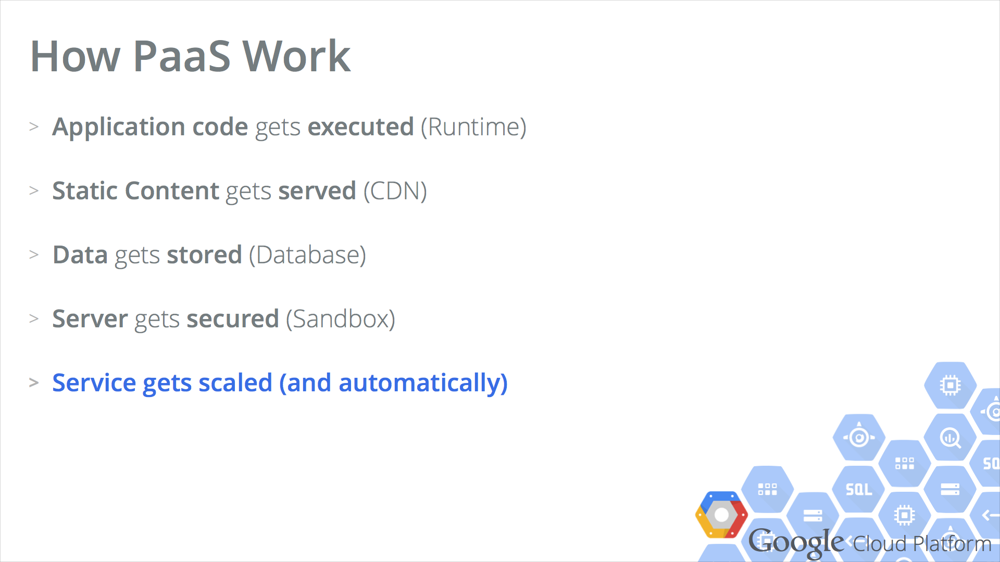 How PaaS Work
> Application code gets executed (Runtime)
> Static Content gets served (CDN)
> Data gets stored (Database)
> Server gets secured (Sandbox)
> Service gets scaled (and automatically)
SQL
SQ
Google Cloud Platform